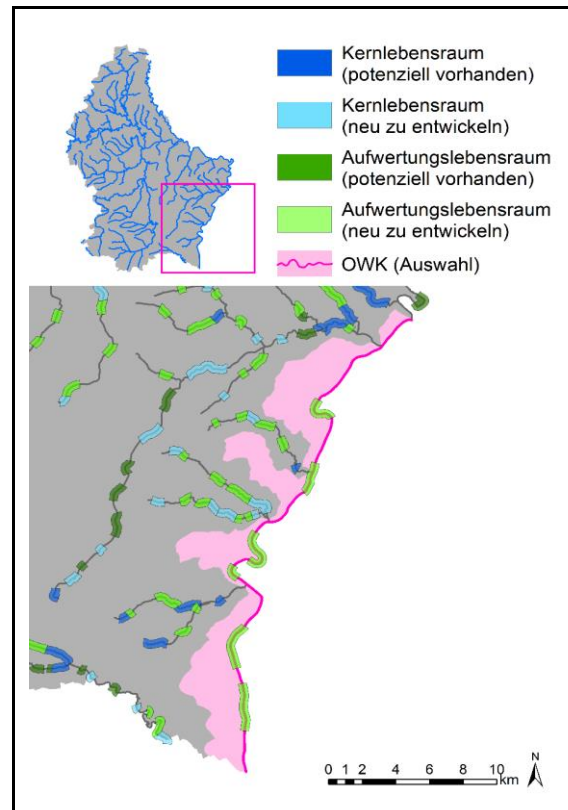 Kernlebensraum
(potenziell vorhanden)
Kernlebensraum
(neu zu entwickeln)
Aufwertungslebensraum
(potenziell vorhanden)
Aufwertungslebensraum
(neu zu entwickeln)
OWK (Auswahl)
0 1 2 4 6 8 10
km
N